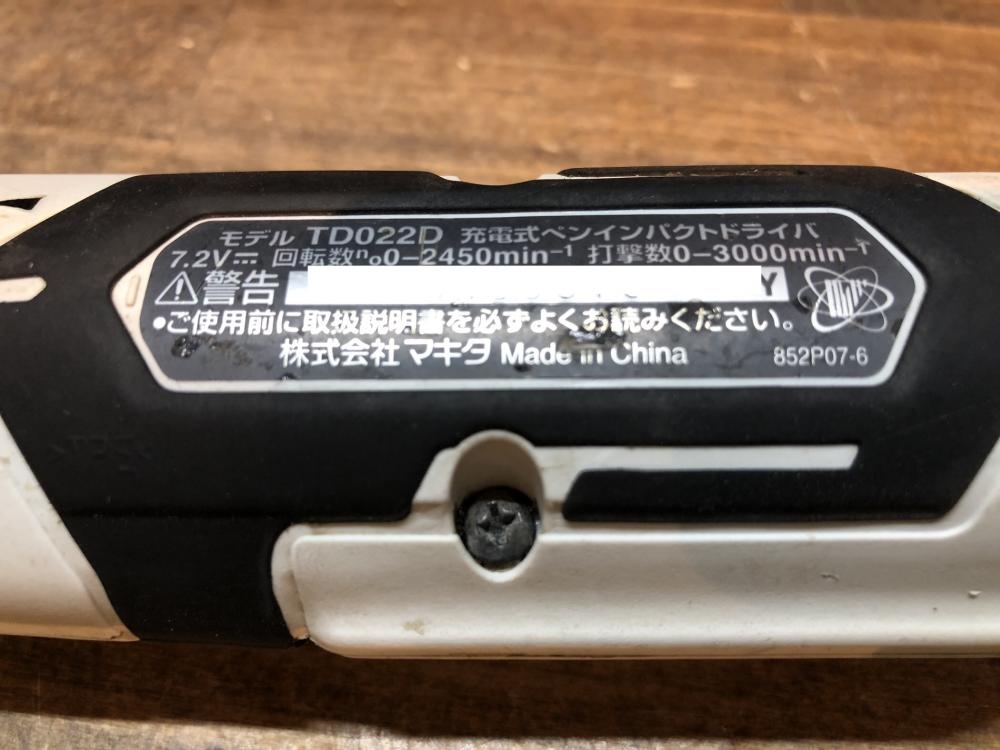 モデル TD022D 充電式ペンインパクトドライバ
7.2V⎓ 回転数n₀0-2450min⁻¹ 打撃数0-3000min⁻¹
警告 Y
•ご使用前に取扱説明書を必ずよくお読みください。
株式会社マキタ Made in China 852P07-6